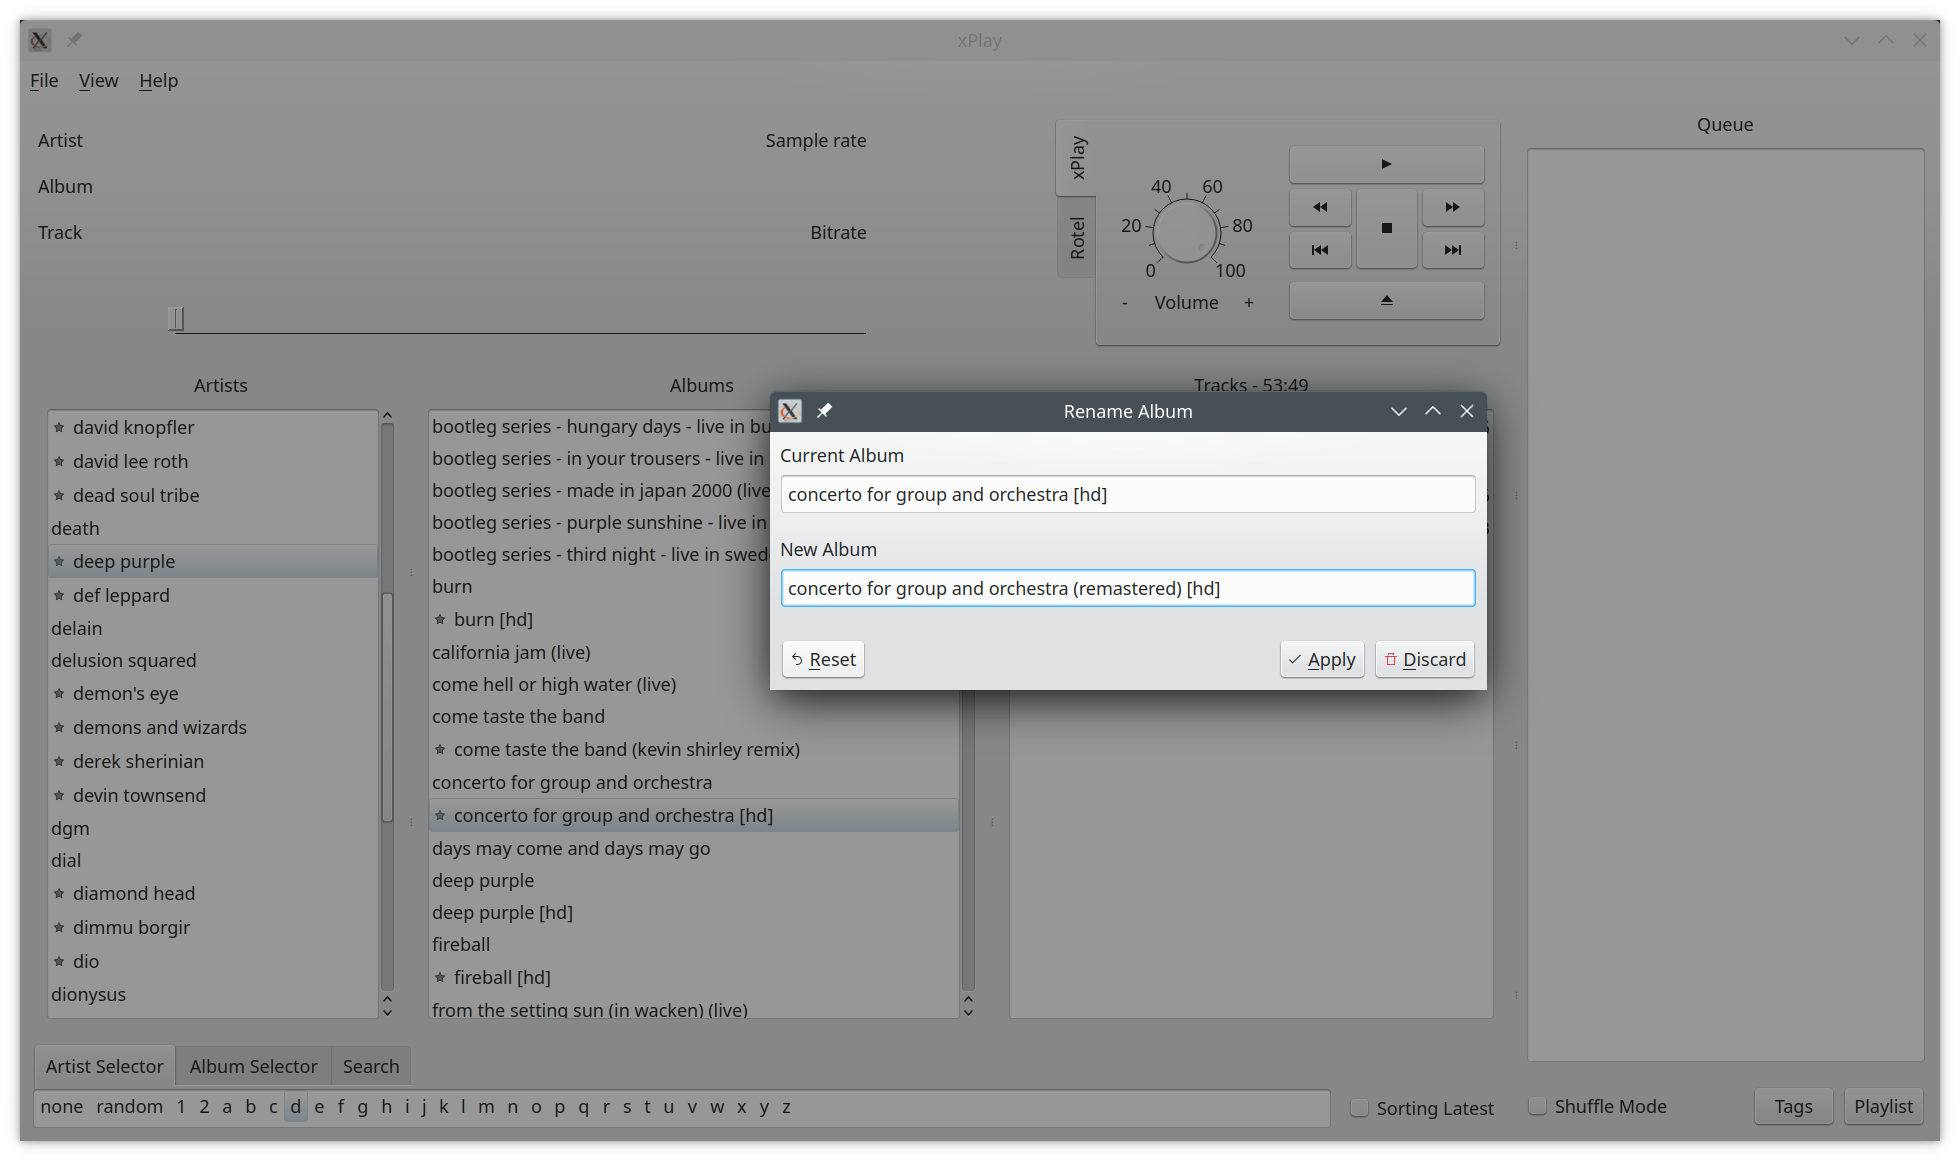 xPlay
File View Help
Artist
Sample rate
Album
Track
Bitrate
xPlay
Rotel
0 20 40 60 80 100
- Volume +
Queue
Artists
david knopfler
david lee roth
dead soul tribe
death
deep purple
def leppard
delain
delusion squared
demon's eye
demons and wizards
derek sherinian
devin townsend
dgm
dial
diamond head
dimmu borgir
dio
dionysus
Albums
bootleg series - hungary days - live in bu
bootleg series - in your trousers - live in
bootleg series - made in japan 2000 (live
bootleg series - purple sunshine - live in
bootleg series - third night - live in swed
burn
burn [hd]
california jam (live)
come hell or high water (live)
come taste the band
come taste the band (kevin shirley remix)
concerto for group and orchestra
concerto for group and orchestra [hd]
days may come and days may go
deep purple
deep purple [hd]
fireball
fireball [hd]
from the setting sun (in wacken) (live)
Tracks - 53:49
Rename Album
Current Album
concerto for group and orchestra [hd]
New Album
concerto for group and orchestra (remastered) [hd]
Reset
Apply
Discard
Artist Selector Album Selector Search
none random 1 2 a b c d e f g h i j k l m n o p q r s t u v w x y z
Sorting Latest
Shuffle Mode
Tags
Playlist